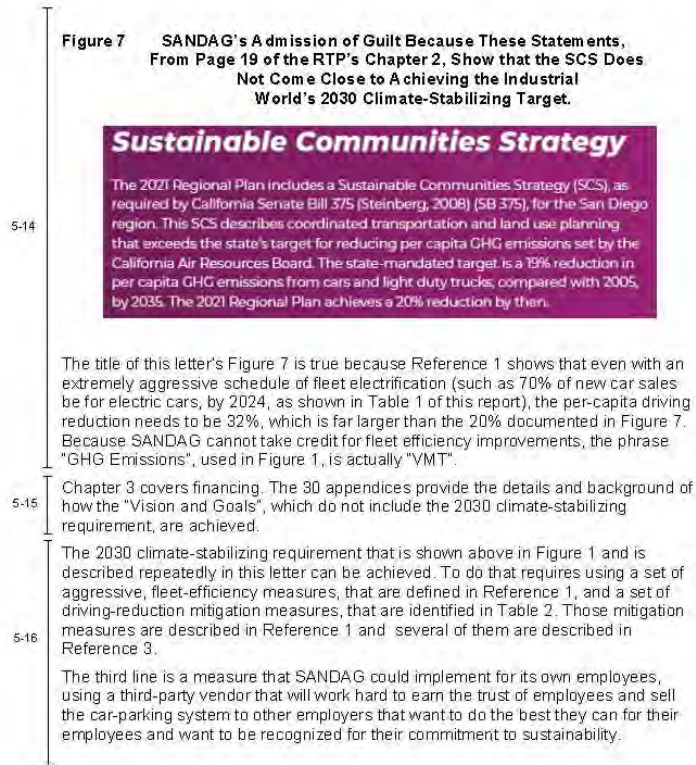 Figure 7 SANDAG's Admission of Guilt Because These Statements,
From Page 19 of the RTP's Chapter 2, Show that the SCS Does
Not Come Close to Achieving the Industrial
World's 2030 Climate-Stabilizing Target.
Sustainable Communities Strategy
The 2021 Regional Plan includes a Sustainable Communities Strategy (SCS), as
required by California Senate Bill 375 (Steinberg, 2008) (SB 375), for the San Diego
region. This SCS describes coordinated transportation and land use planning
that exceeds the state's target for reducing per capita GHG emissions set by the
California Air Resources Board. The state-mandated target is a 19% reduction in
per capita GHG emissions from cars and light duty trucks, compared with 2005,
by 2035. The 2021 Regional Plan achieves a 20% reduction by then.
5-14
The title of this letter's Figure 7 is true because Reference 1 shows that even with an
extremely aggressive schedule of fleet electrification (such as 70% of new car sales
be for electric cars, by 2024, as shown in Table 1 of this report), the per-capita driving
reduction needs to be 32%, which is far larger than the 20% documented in Figure 7.
Because SANDAG cannot take credit for fleet efficiency improvements, the phrase
"GHG Emissions", used in Figure 1, is actually "VMT".
5-15
Chapter 3 covers financing. The 30 appendices provide the details and background of
how the "Vision and Goals", which do not include the 2030 climate-stabilizing
requirement, are achieved.
5-16
The 2030 climate-stabilizing requirement that is shown above in Figure 1 and is
described repeatedly in this letter can be achieved. To do that requires using a set of
aggressive, fleet-efficiency measures, that are defined in Reference 1, and a set of
driving-reduction mitigation measures, that are identified in Table 2. Those mitigation
measures are described in Reference 1 and several of them are described in
Reference 3.
The third line is a measure that SANDAG could implement for its own employees,
using a third-party vendor that will work hard to earn the trust of employees and sell
the car-parking system to other employers that want to do the best they can for their
employees and want to be recognized for their commitment to sustainability.